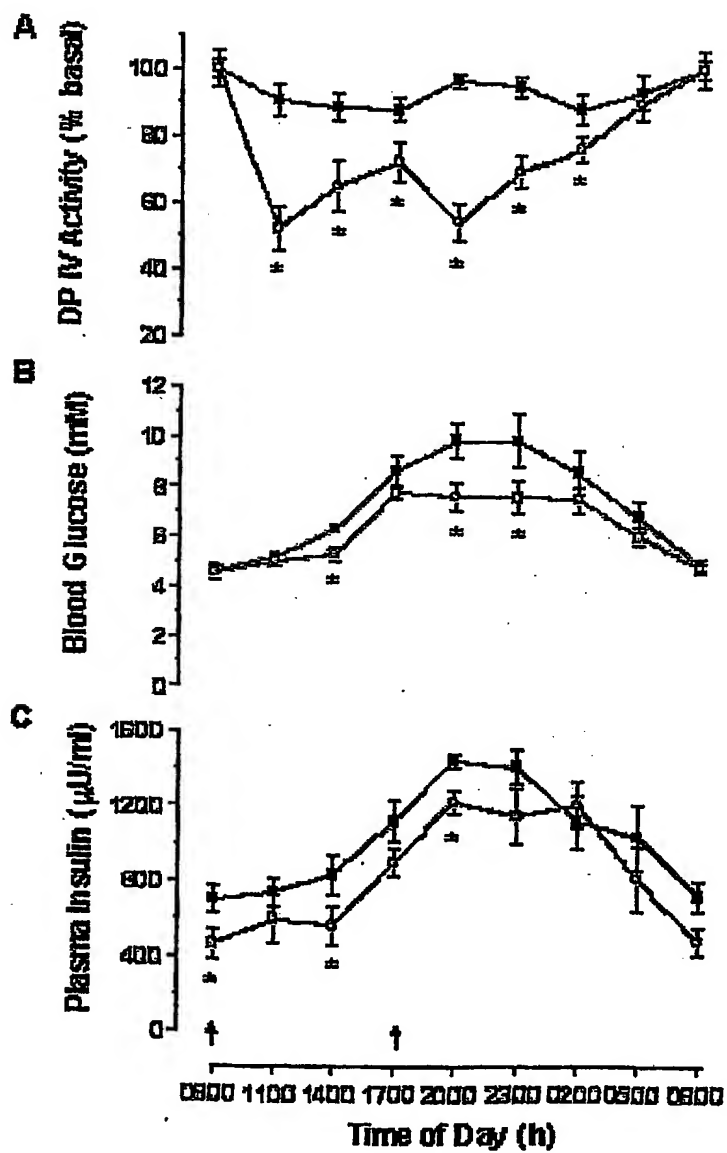 A
DP IV Activity (% basal)
100
80
60
40
20
B
Blood Glucose (mM)
12
10
8
6
4
2
0
C
Plasma Insulin (µU/ml)
1600
1200
800
400
0
0800 1100 1400 1700 2000 2300 0200 0500 0800
Time of Day (h)